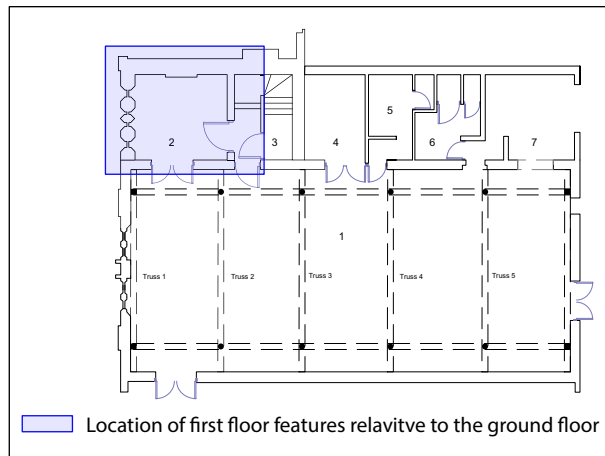 5
2
3
4
6
7
1
Truss 1
Truss 2
Truss 3
Truss 4
Truss 5
Location of first floor features relavitve to the ground floor